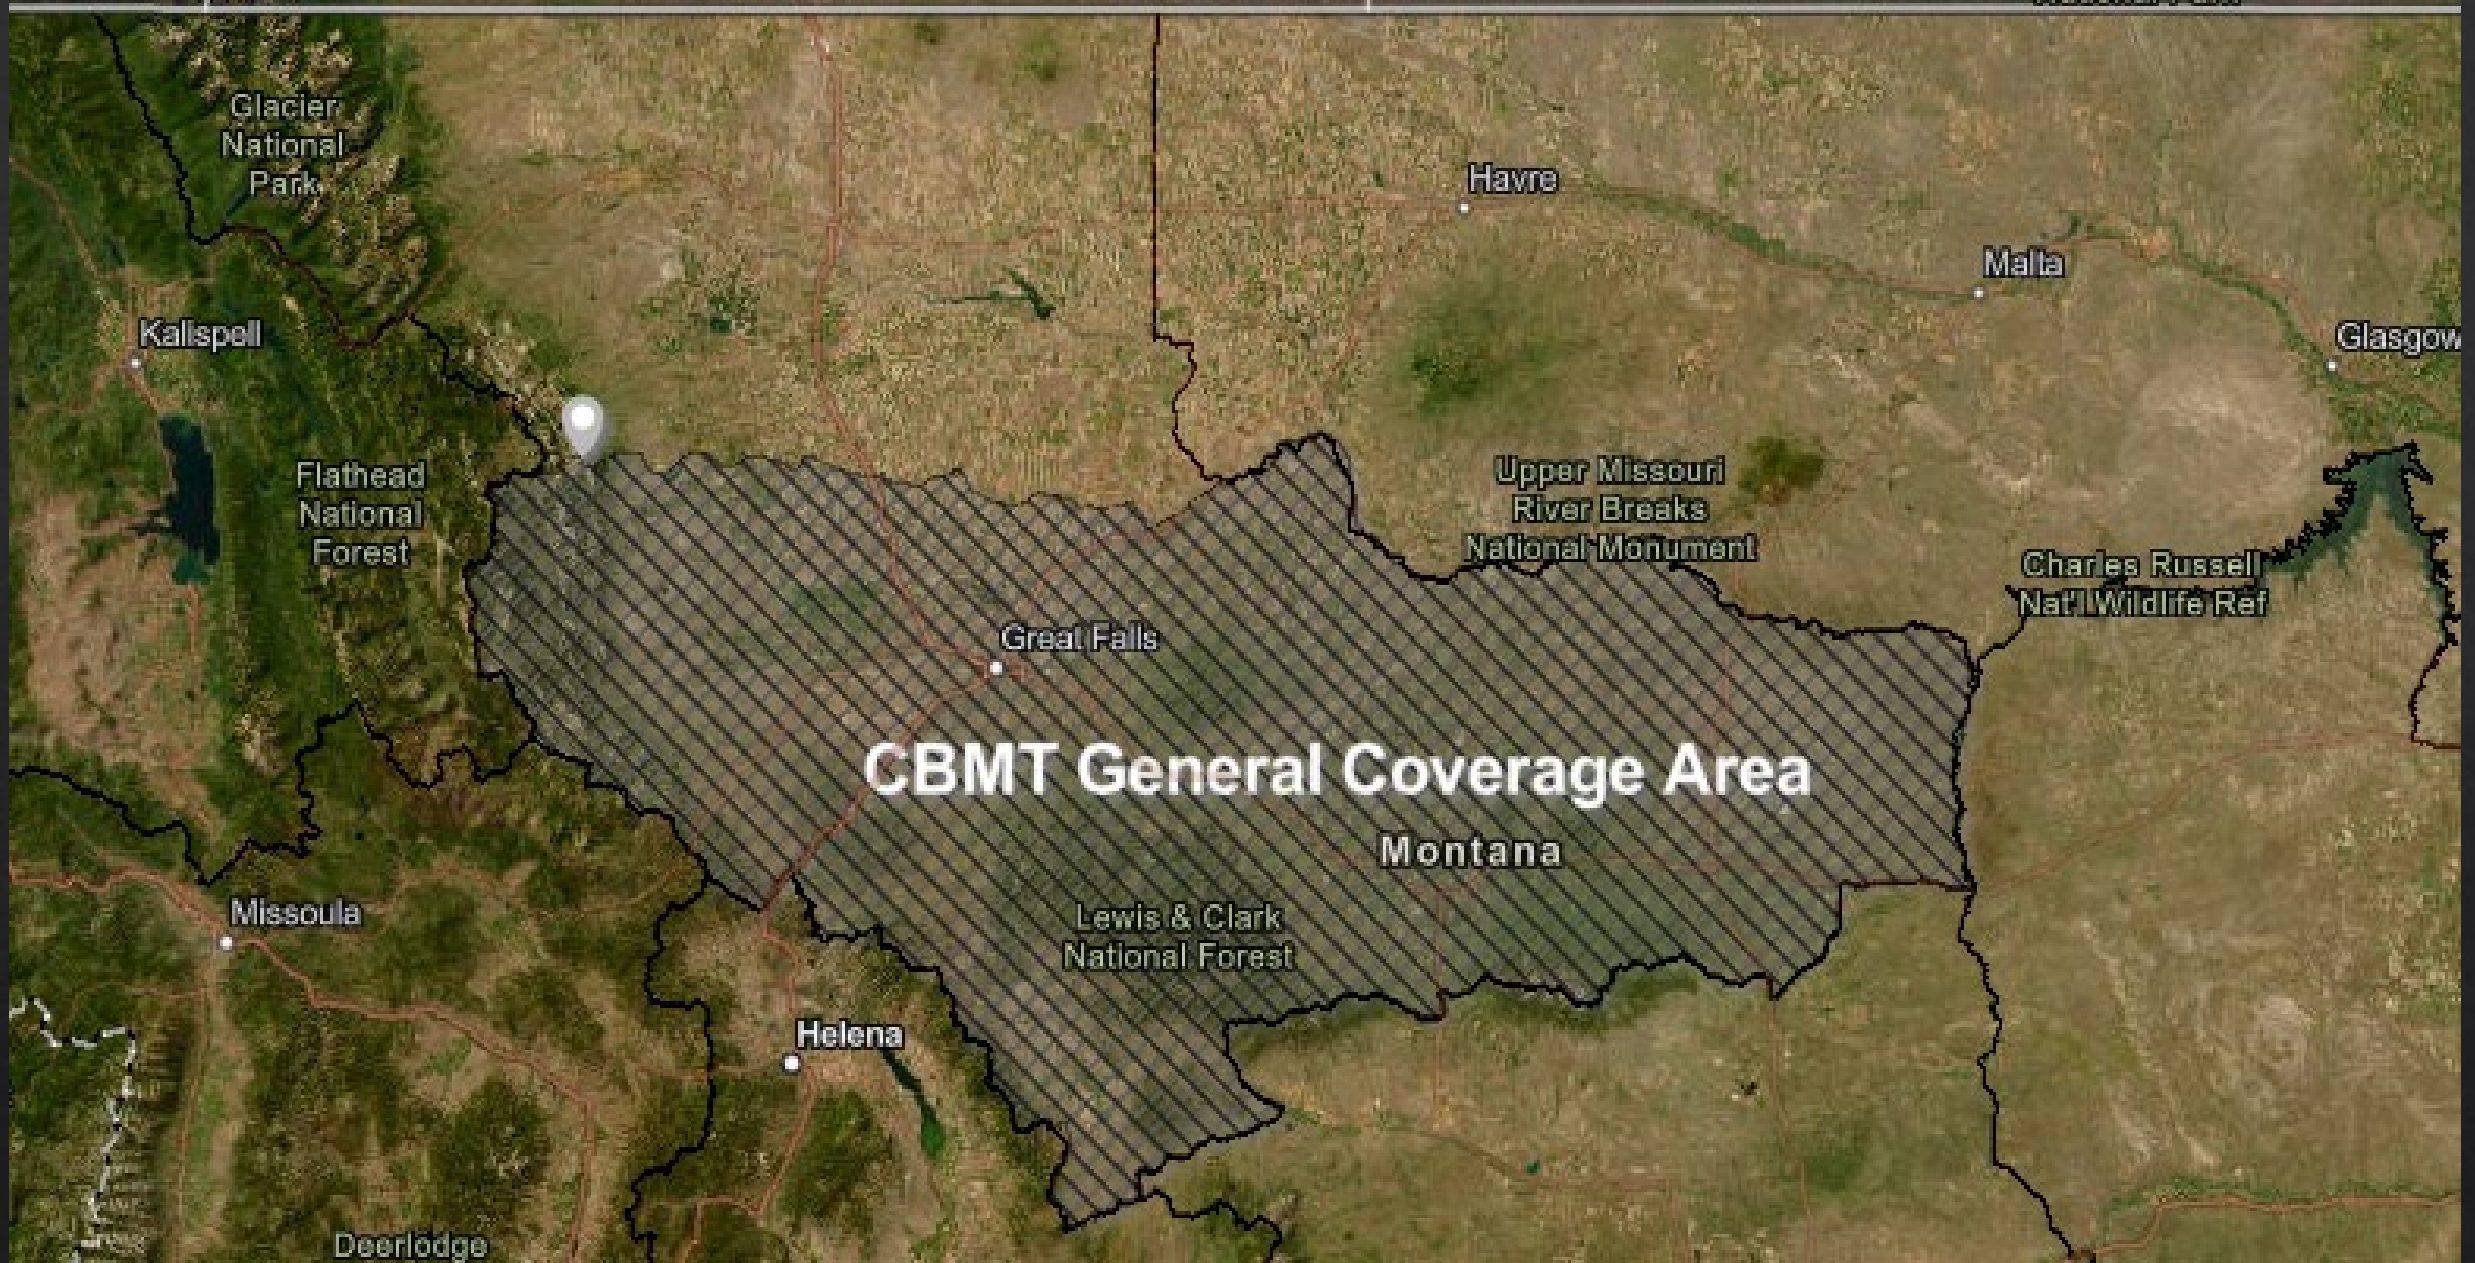 Glacier
National
Park
Havre
Malta
Kalispell
Glasgow
Flathead
National
Forest
Upper Missouri
River Breaks
National Monument
Charles Russell
Nat'l Wildlife Ref
Great Falls
CBMT General Coverage Area
Montana
Missoula
Lewis & Clark
National Forest
Helena
Deerlodge